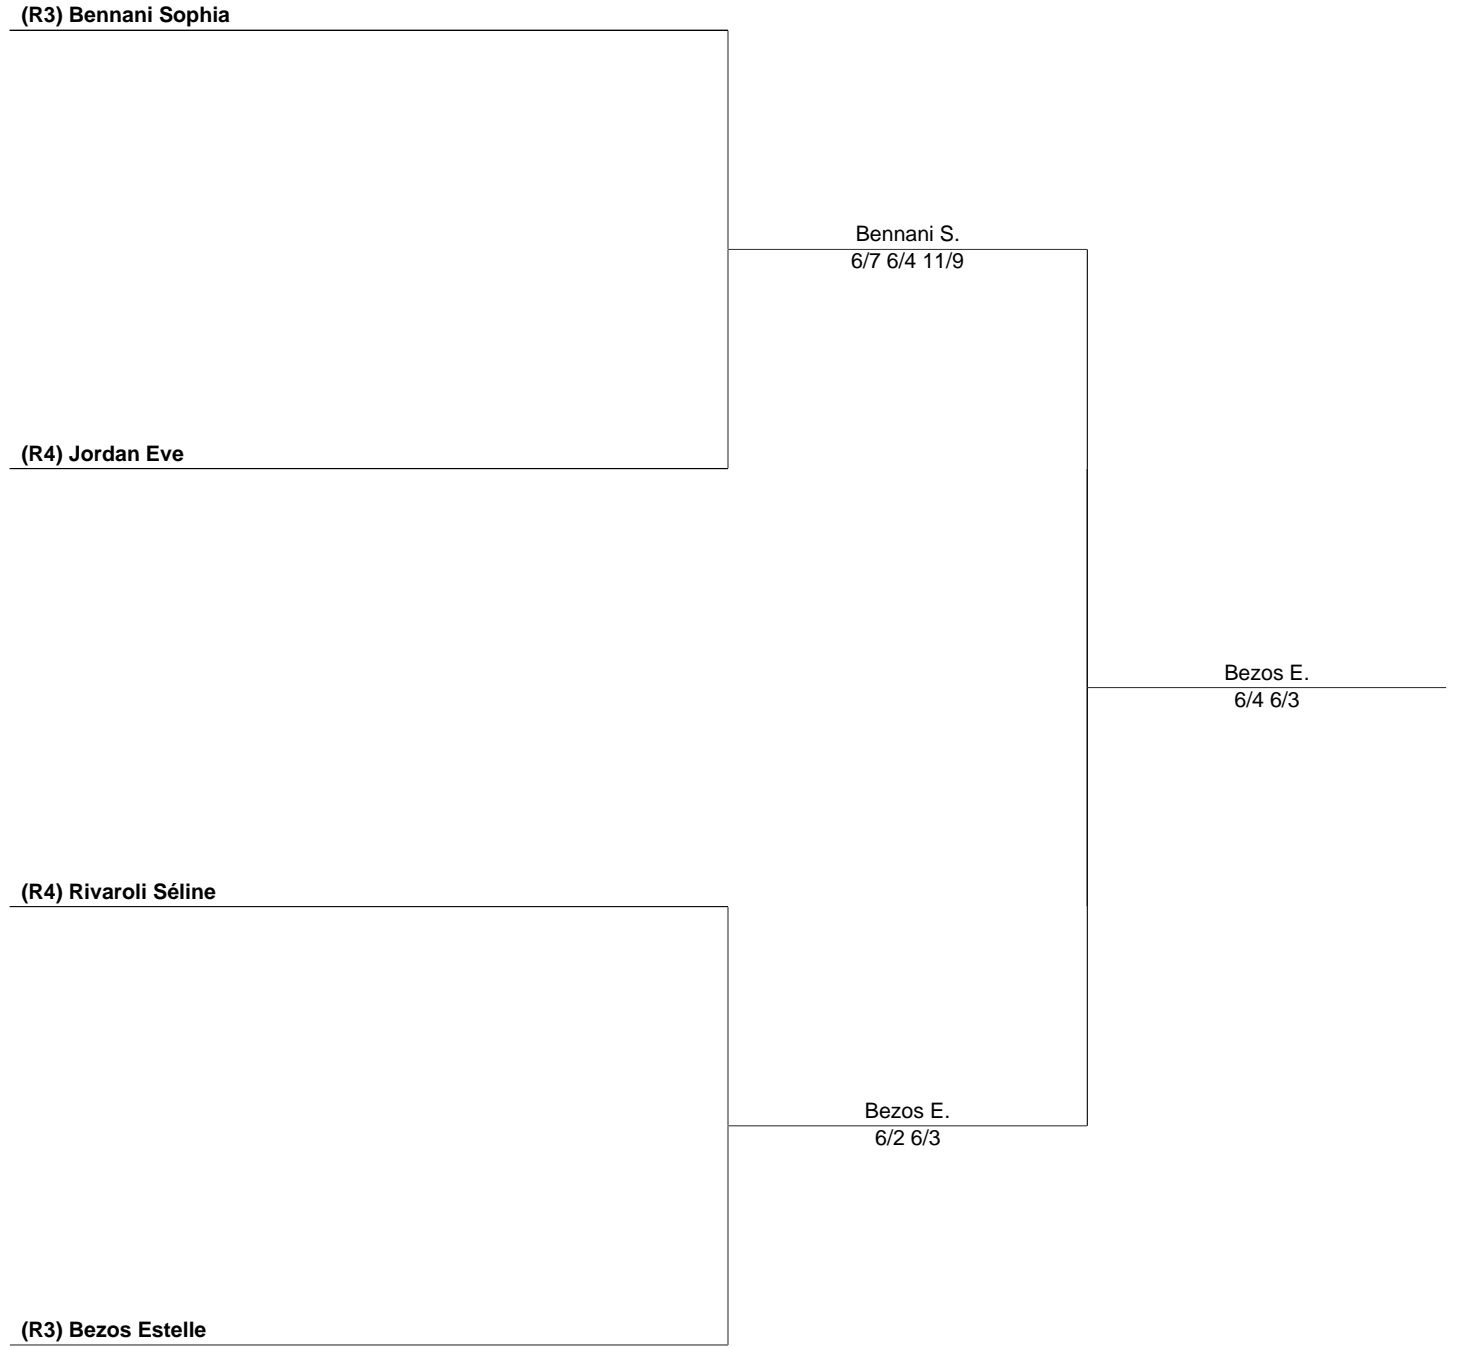 (R3) Bennani Sophia
Bennani S.
6/7 6/4 11/9
(R4) Jordan Eve
Bezos E.
6/4 6/3
(R4) Rivaroli Séline
Bezos E.
6/2 6/3
(R3) Bezos Estelle